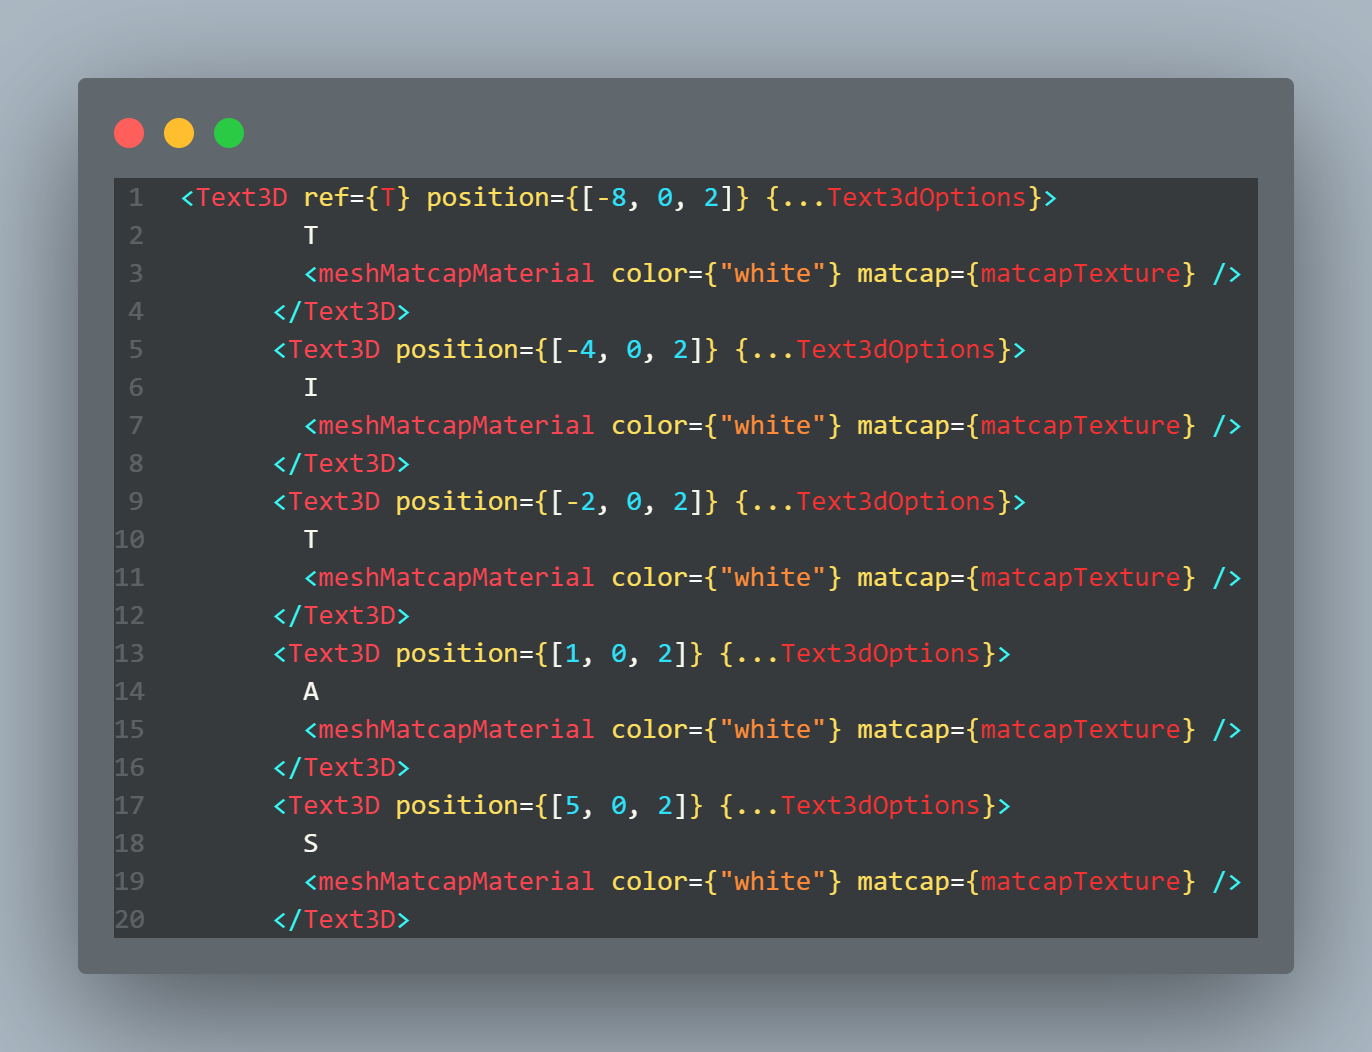 1 <Text3D ref={T} position={[-8, 0, 2]} {...Text3dOptions}>
2 T
3 <meshMatcapMaterial color={"white"} matcap={matcapTexture} />
4 </Text3D>
5 <Text3D position={[-4, 0, 2]} {...Text3dOptions}>
6 I
7 <meshMatcapMaterial color={"white"} matcap={matcapTexture} />
8 </Text3D>
9 <Text3D position={[-2, 0, 2]} {...Text3dOptions}>
10 T
11 <meshMatcapMaterial color={"white"} matcap={matcapTexture} />
12 </Text3D>
13 <Text3D position={[1, 0, 2]} {...Text3dOptions}>
14 A
15 <meshMatcapMaterial color={"white"} matcap={matcapTexture} />
16 </Text3D>
17 <Text3D position={[5, 0, 2]} {...Text3dOptions}>
18 S
19 <meshMatcapMaterial color={"white"} matcap={matcapTexture} />
20 </Text3D>